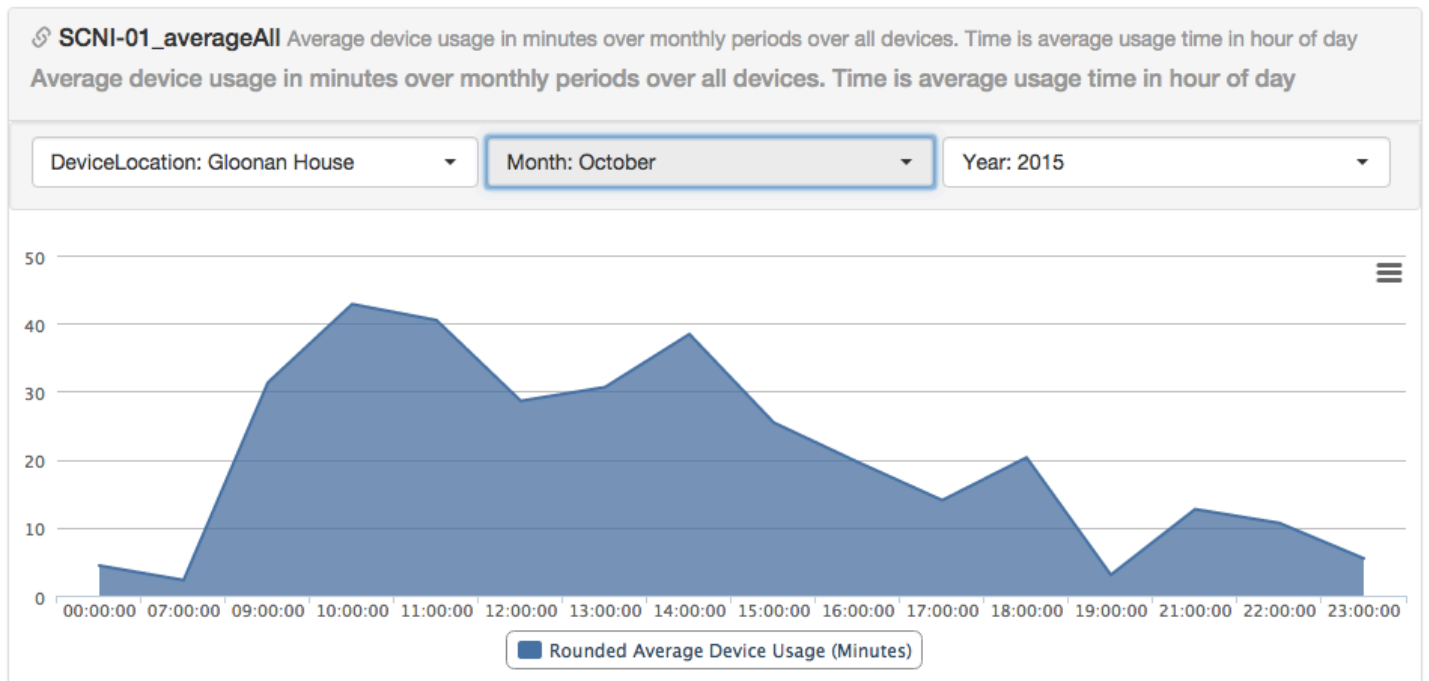 SCNI-01_averageAll Average device usage in minutes over monthly periods over all devices. Time is average usage time in hour of day
Average device usage in minutes over monthly periods over all devices. Time is average usage time in hour of day
DeviceLocation: Gloonan House Month: October Year: 2015
50
40
30
20
10
0
00:00:00 07:00:00 09:00:00 10:00:00 11:00:00 12:00:00 13:00:00 14:00:00 15:00:00 16:00:00 17:00:00 18:00:00 19:00:00 21:00:00 22:00:00 23:00:00
Rounded Average Device Usage (Minutes)